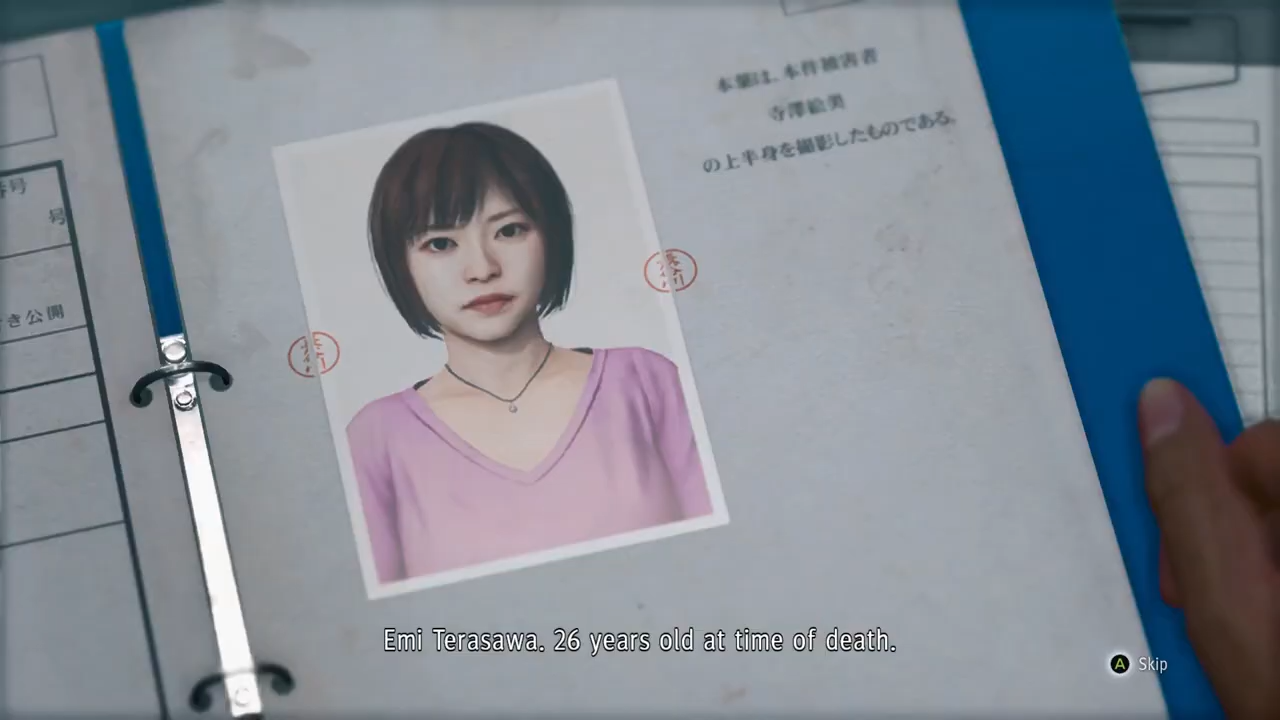 番号
号
き公開
本葉は、本件被害者
寺澤絵美
の上半身を撮影したものである。
Emi Terasawa. 26 years old at time of death.
A Skip